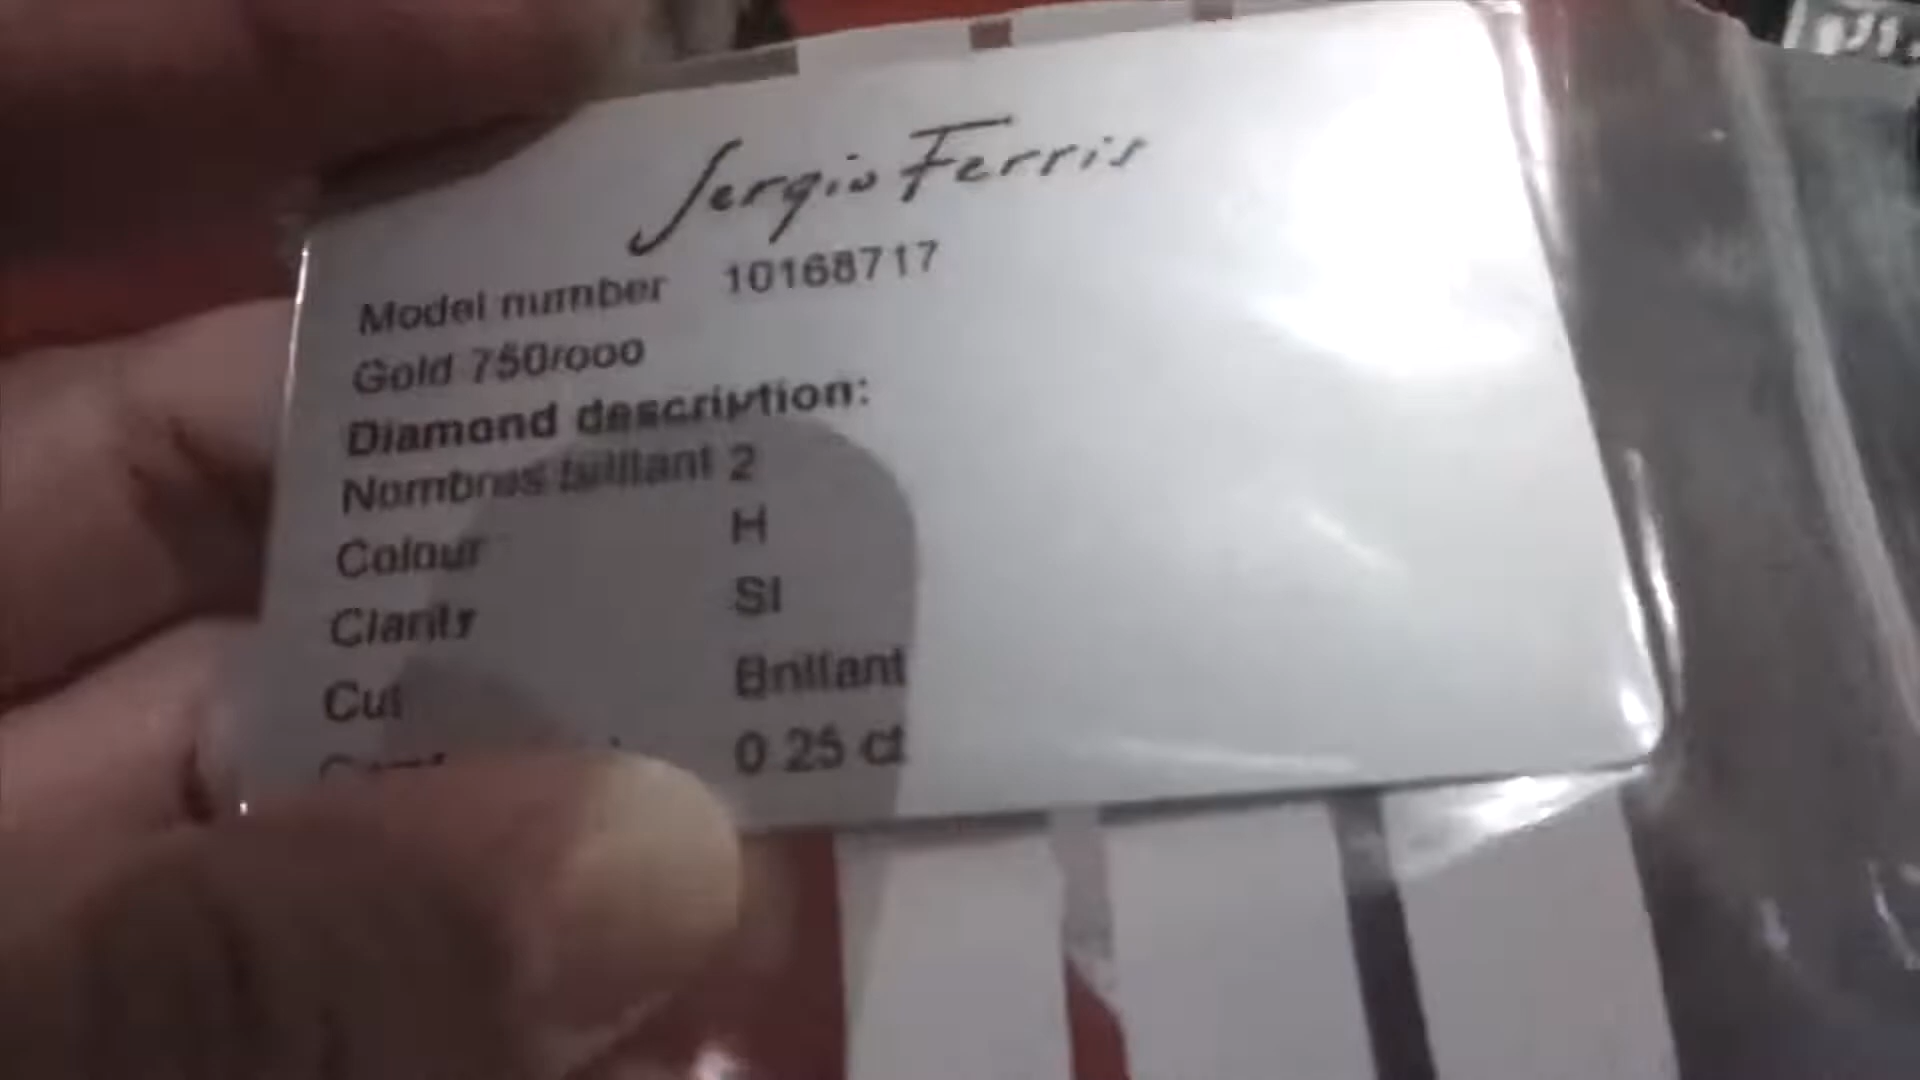 Sergio Ferris
Model number 10168717
Gold 750/ooo
Diamond description:
Nombres brillant 2
Colour H
Clarity SI
Cut Brillant
0.25 ct